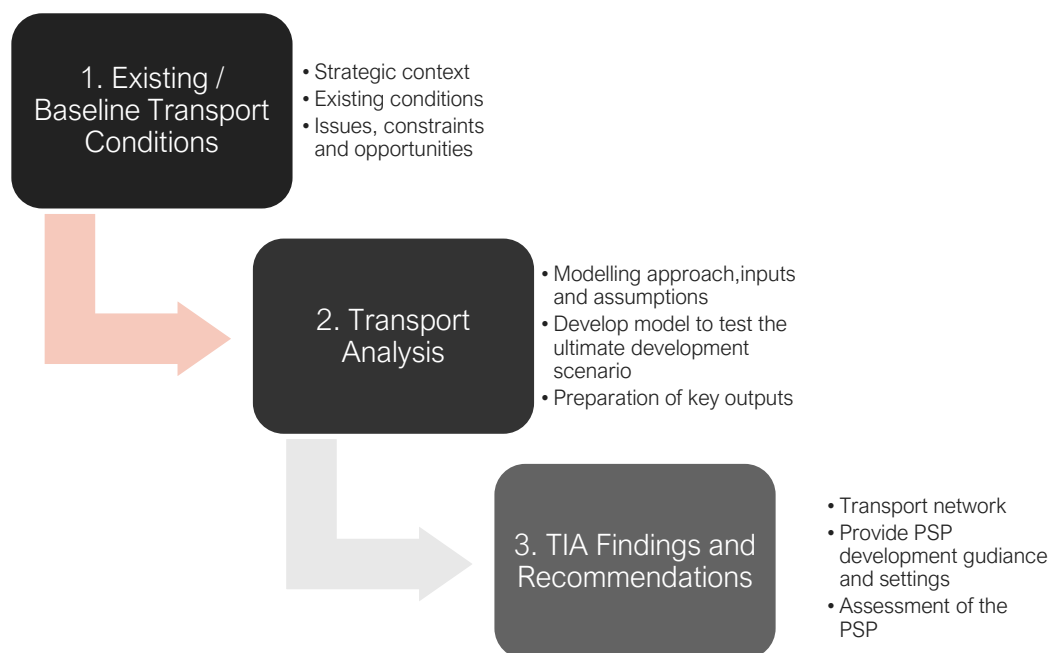 1. Existing /
Baseline Transport
Conditions
• Strategic context
• Existing conditions
• Issues, constraints
and opportunities
2. Transport
Analysis
• Modelling approach,inputs
and assumptions
• Develop model to test the
ultimate development
scenario
• Preparation of key outputs
3. TIA Findings and
Recommendations
• Transport network
• Provide PSP
development gudiance
and settings
• Assessment of the
PSP